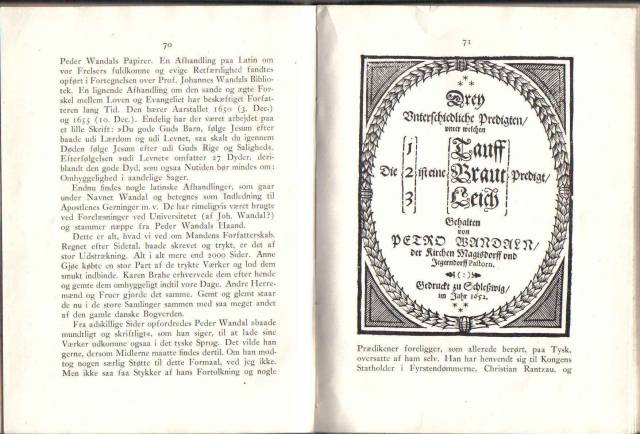 70
Peder Wandals Papirer. En Afhandling paa Latin om
vor Frelsers fuldkomne og evige Retfærdighed fandtes
opført i Fortegnelsen over Prof. Johannes Wandals Biblio-
tek. En lignende Afhandling om den sande og ægte For-
skel mellem Loven og Evangeliet har beskæftiget Forfat-
teren lang Tid. Den bærer Aarstallet 1650 (3. Dec.)
og 1655 (10. Dec.). Endelig har der været arbejdet paa
et lille Skrift: »Du gode Guds Barn, følge Jesum efter
baade udi Lærdom og udi Levnet, saa skalt du igennem
Døden følge Jesum efter ud Guds Rige og Saligheds.
Efterfølgelsen »udi Levnet« omfatter 27 Dyder, deri-
blandt den gode Dyd, som ogsaa Nutiden bør mindes om:
Omhyggelighed i aandelige Sager.
Endnu findes nogle latinske Afhandlinger, som gaar
under Navnet Wandal og betegnes som Indledning til
Apostlenes Gerninger m. v. De har rimeligvis været brugte
ved Forelæsninger ved Universitetet (af Joh. Wandal?)
og stammer næppe fra Peder Wandals Haand.
Dette er alt, hvad vi ved om Mandens Forfatterskab.
Regnet efter Sidetal, baade skrevet og trykt, er det af
stor Udstrækning. Alt i alt mere end 2000 Sider. Anne
Gjøe købte en stor Part af de trykte Værker og lod dem
smukt indbinde. Karen Brahe erhvervede dem efter hende
og gemte dem omhyggeligt indtil vore Dage. Andre Herre-
mænd og Fruer gjorde det samme. Gemt og glemt staar
de nu i de store Samlinger sammen med saa meget andet
af den gamle danske Bogverden.
Fra adskillige Sider opfordredes Peder Wandal »baade
mundtligt og skriftligt«, som han siger, til at lade sine
Værker udkomme ogsaa i det tyske Sprog. Det vilde han
gerne, dersom Midlerne maatte findes dertil. Om han mod-
tog nogen særlig Støtte til dette Formaal, ved jeg ikke.
Men ikke saa faa Stykker af hans Fortolkning og nogle
71
Drey
Vnterschiedliche Predigten/
vnter welchen
Die 1 2 3 ist eine Tauff Braut Leich Predigt/
Gehalten
von
PETRO WANDALN/
der Kirchen Magisdorff vnd
Jegerndorff Pastorn.
Gedruckt zu Schleßwig/
im Jahr 1652.
Prædikener foreligger, som allerede berørt, paa Tysk,
oversatte af ham selv. Han har henvendt sig til Kongens
Statholder i Fyrstendømmerne, Christian Rantzau, og